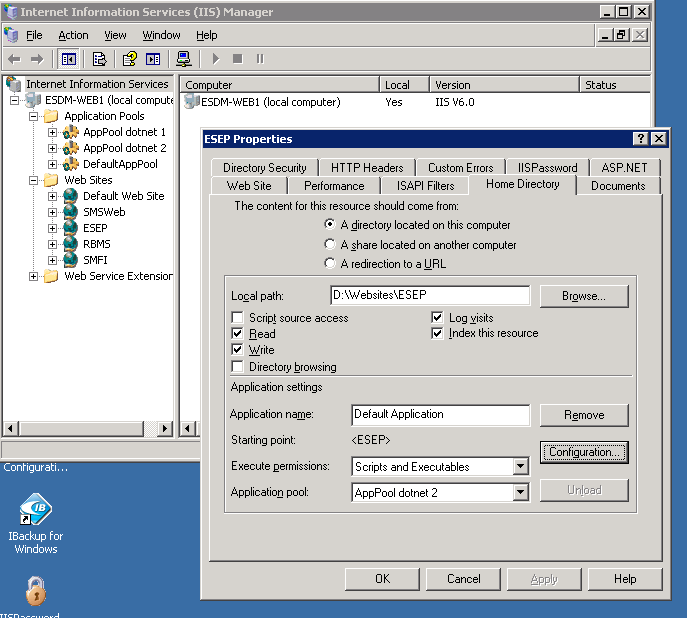 Internet Information Services (IIS) Manager
File Action View Window Help
Internet Information Services
ESDM-WEB1 (local compute
Application Pools
AppPool dotnet 1
AppPool dotnet 2
DefaultAppPool
Web Sites
Default Web Site
SMSWeb
ESEP
RBMS
SMFI
Web Service Extension
Computer Local Version Status
ESDM-WEB1 (local computer) Yes IIS V6.0
ESEP Properties
Directory Security HTTP Headers Custom Errors IISPassword ASP.NET
Web Site Performance ISAPI Filters Home Directory Documents
The content for this resource should come from:
A directory located on this computer
A share located on another computer
A redirection to a URL
Local path: D:\Websites\ESEP Browse...
Script source access Log visits
Read Index this resource
Write
Directory browsing
Application settings
Application name: Default Application Remove
Starting point: <ESEP>
Configuration...
Execute permissions: Scripts and Executables
Application pool: AppPool dotnet 2 Unload
OK Cancel Apply Help
Configurati...
IB
IBackup for
Windows
IISPassword